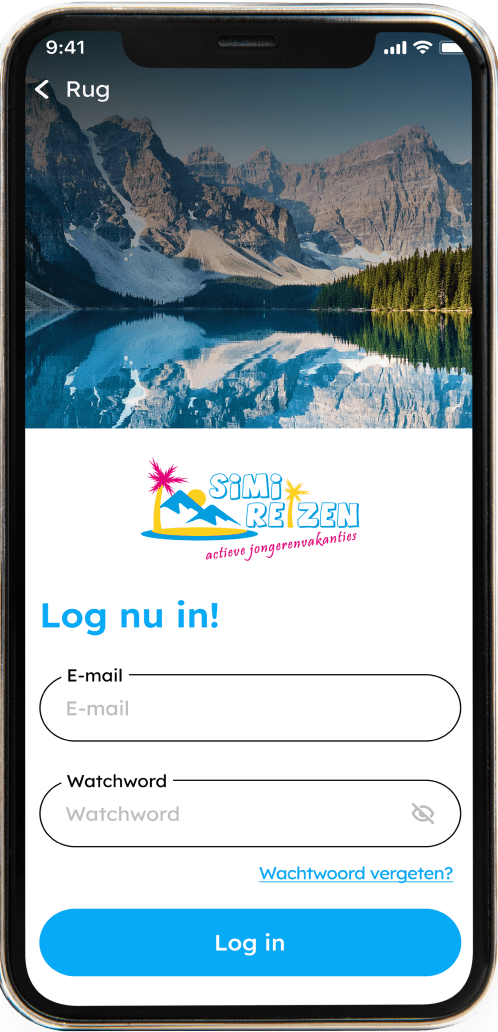 9:41
Rug
SiMi
REIZEN
actieve jongerenvakanties
Log nu in!
E-mail
E-mail
Watchword
Watchword
Wachtwoord vergeten?
Log in